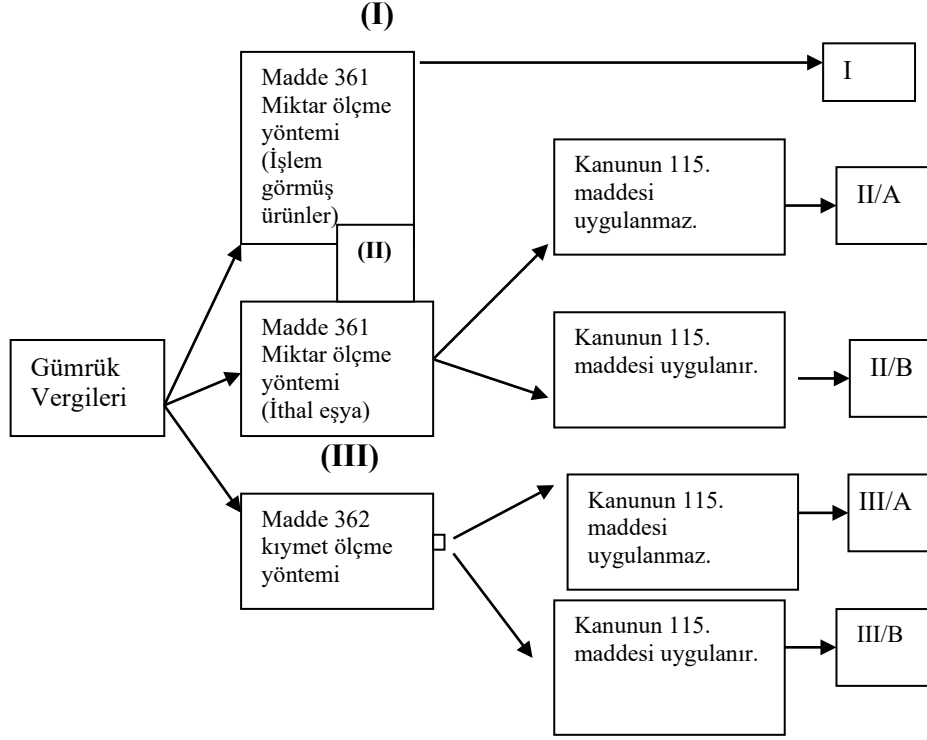 (I)
Madde 361
Miktar ölçme
yöntemi
(İşlem
görmüş
ürünler)
I
Kanunun 115.
maddesi
uygulanmaz.
II/A
(II)
Madde 361
Miktar ölçme
yöntemi
(İthal eşya)
Kanunun 115.
maddesi uygulanır.
II/B
Gümrük
Vergileri
(III)
Madde 362
kıymet ölçme
yöntemi
Kanunun 115.
maddesi
uygulanmaz.
III/A
Kanunun 115.
maddesi uygulanır.
III/B